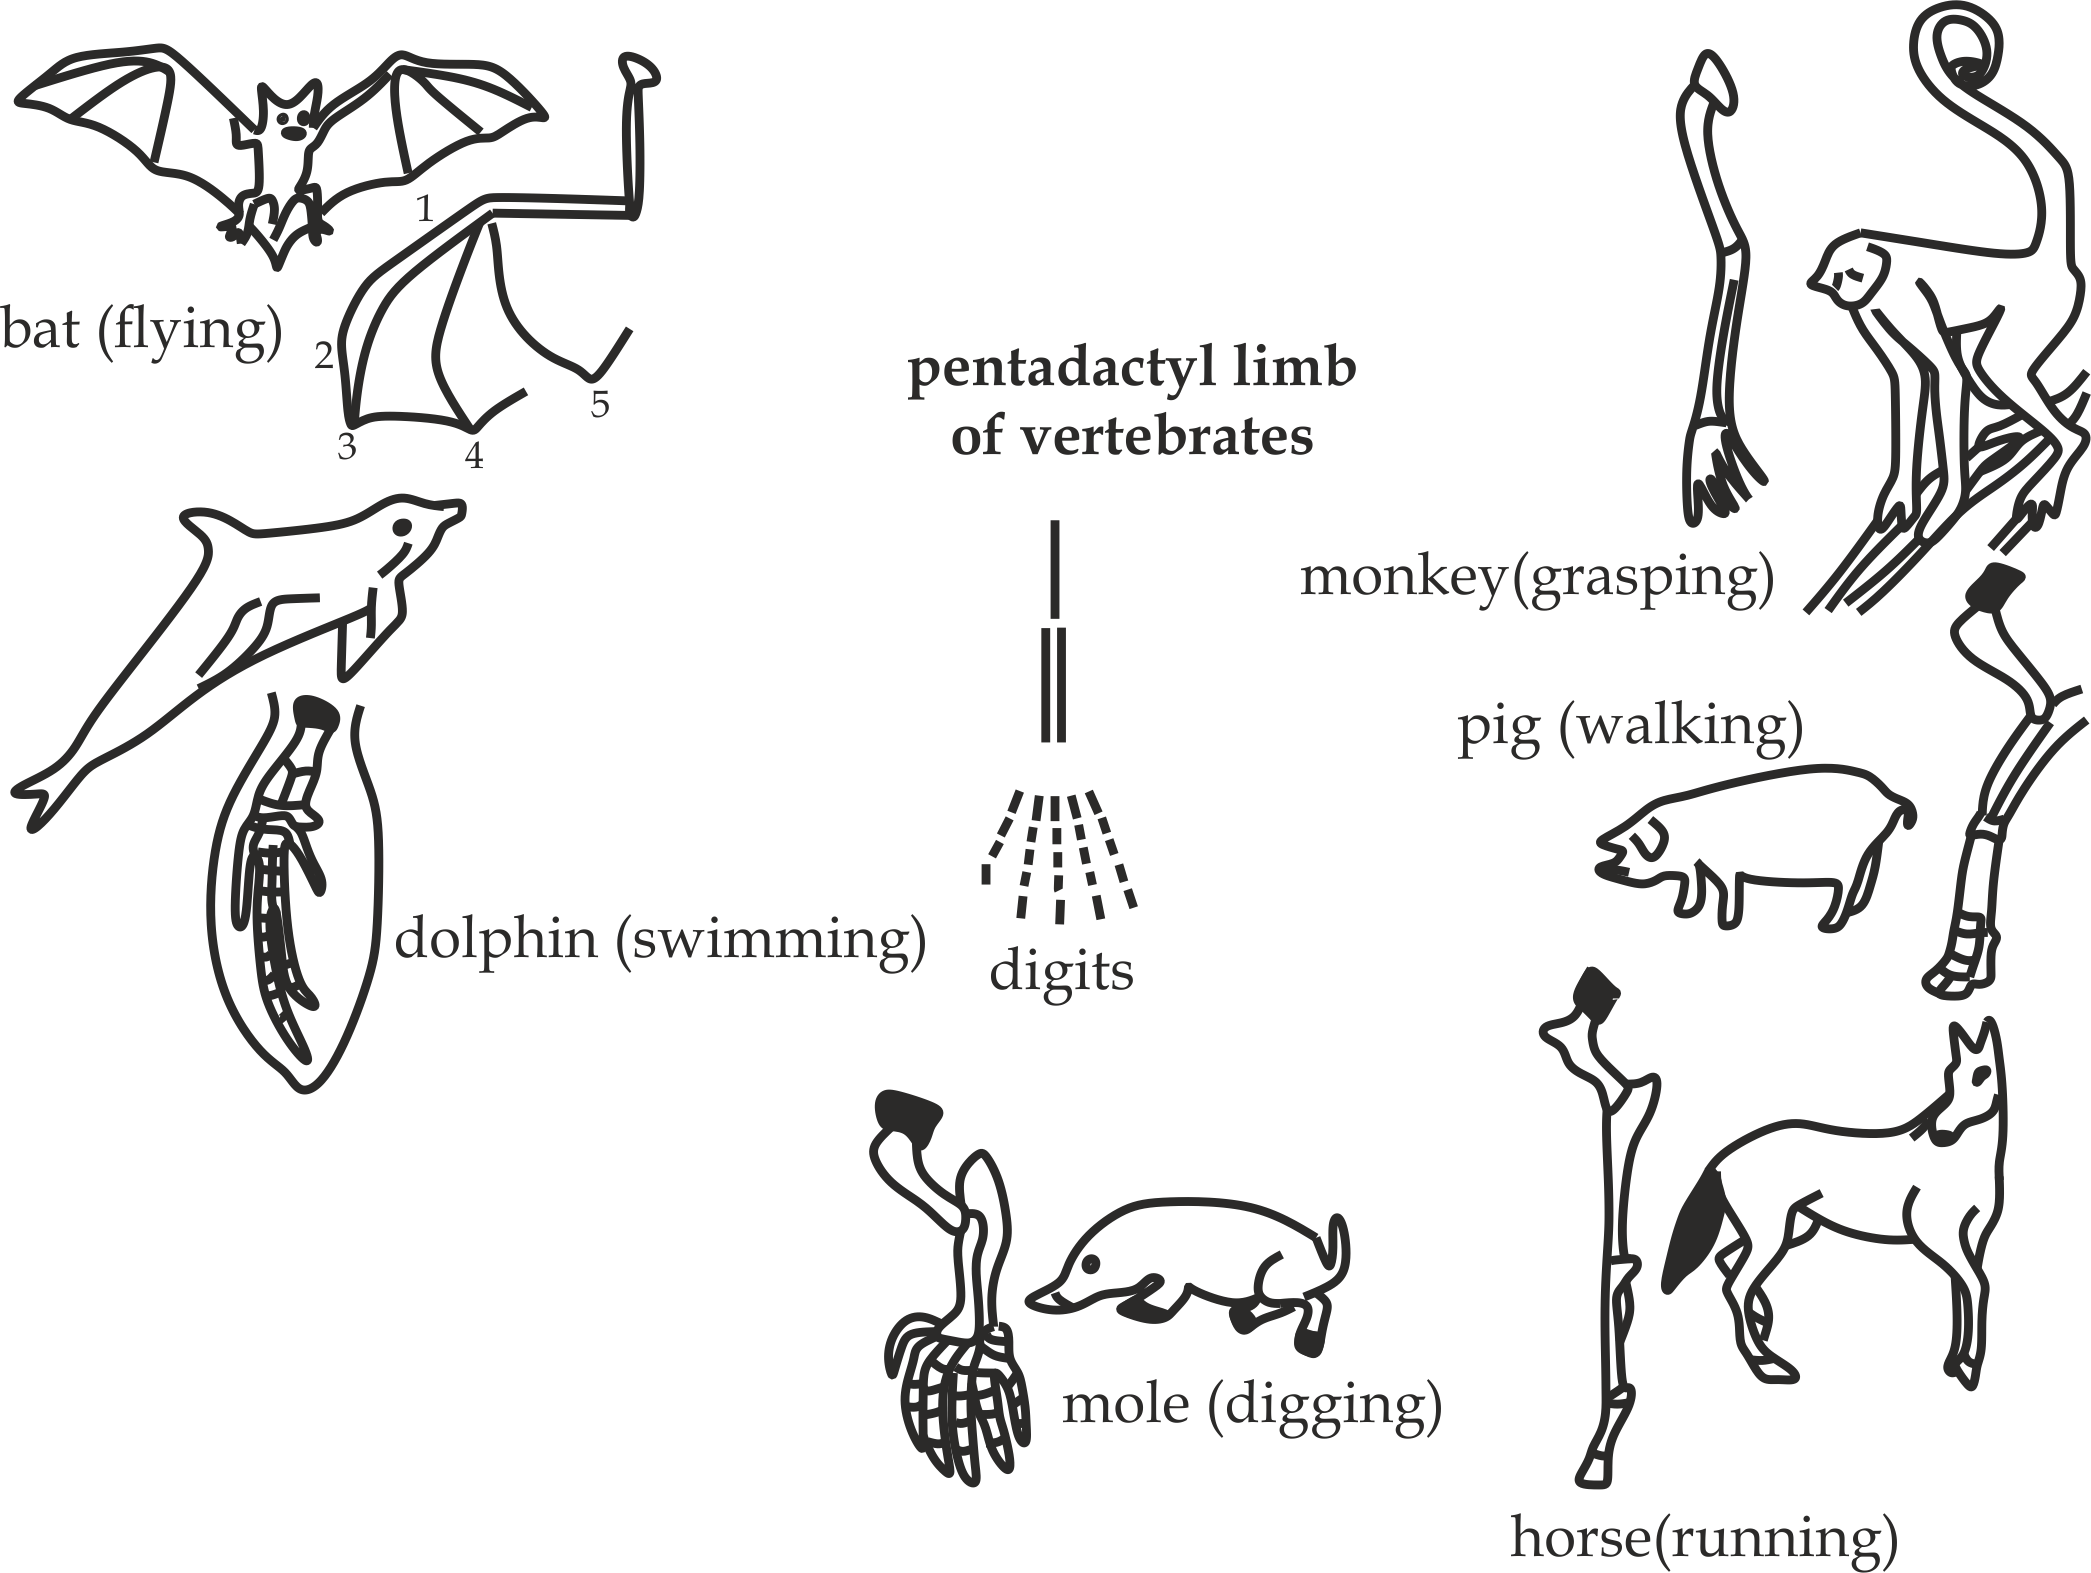 1
bat (flying)
2
3
4
5
pentadactyl limb
of vertebrates
monkey(grasping)
pig (walking)
dolphin (swimming)
digits
mole (digging)
horse(running)